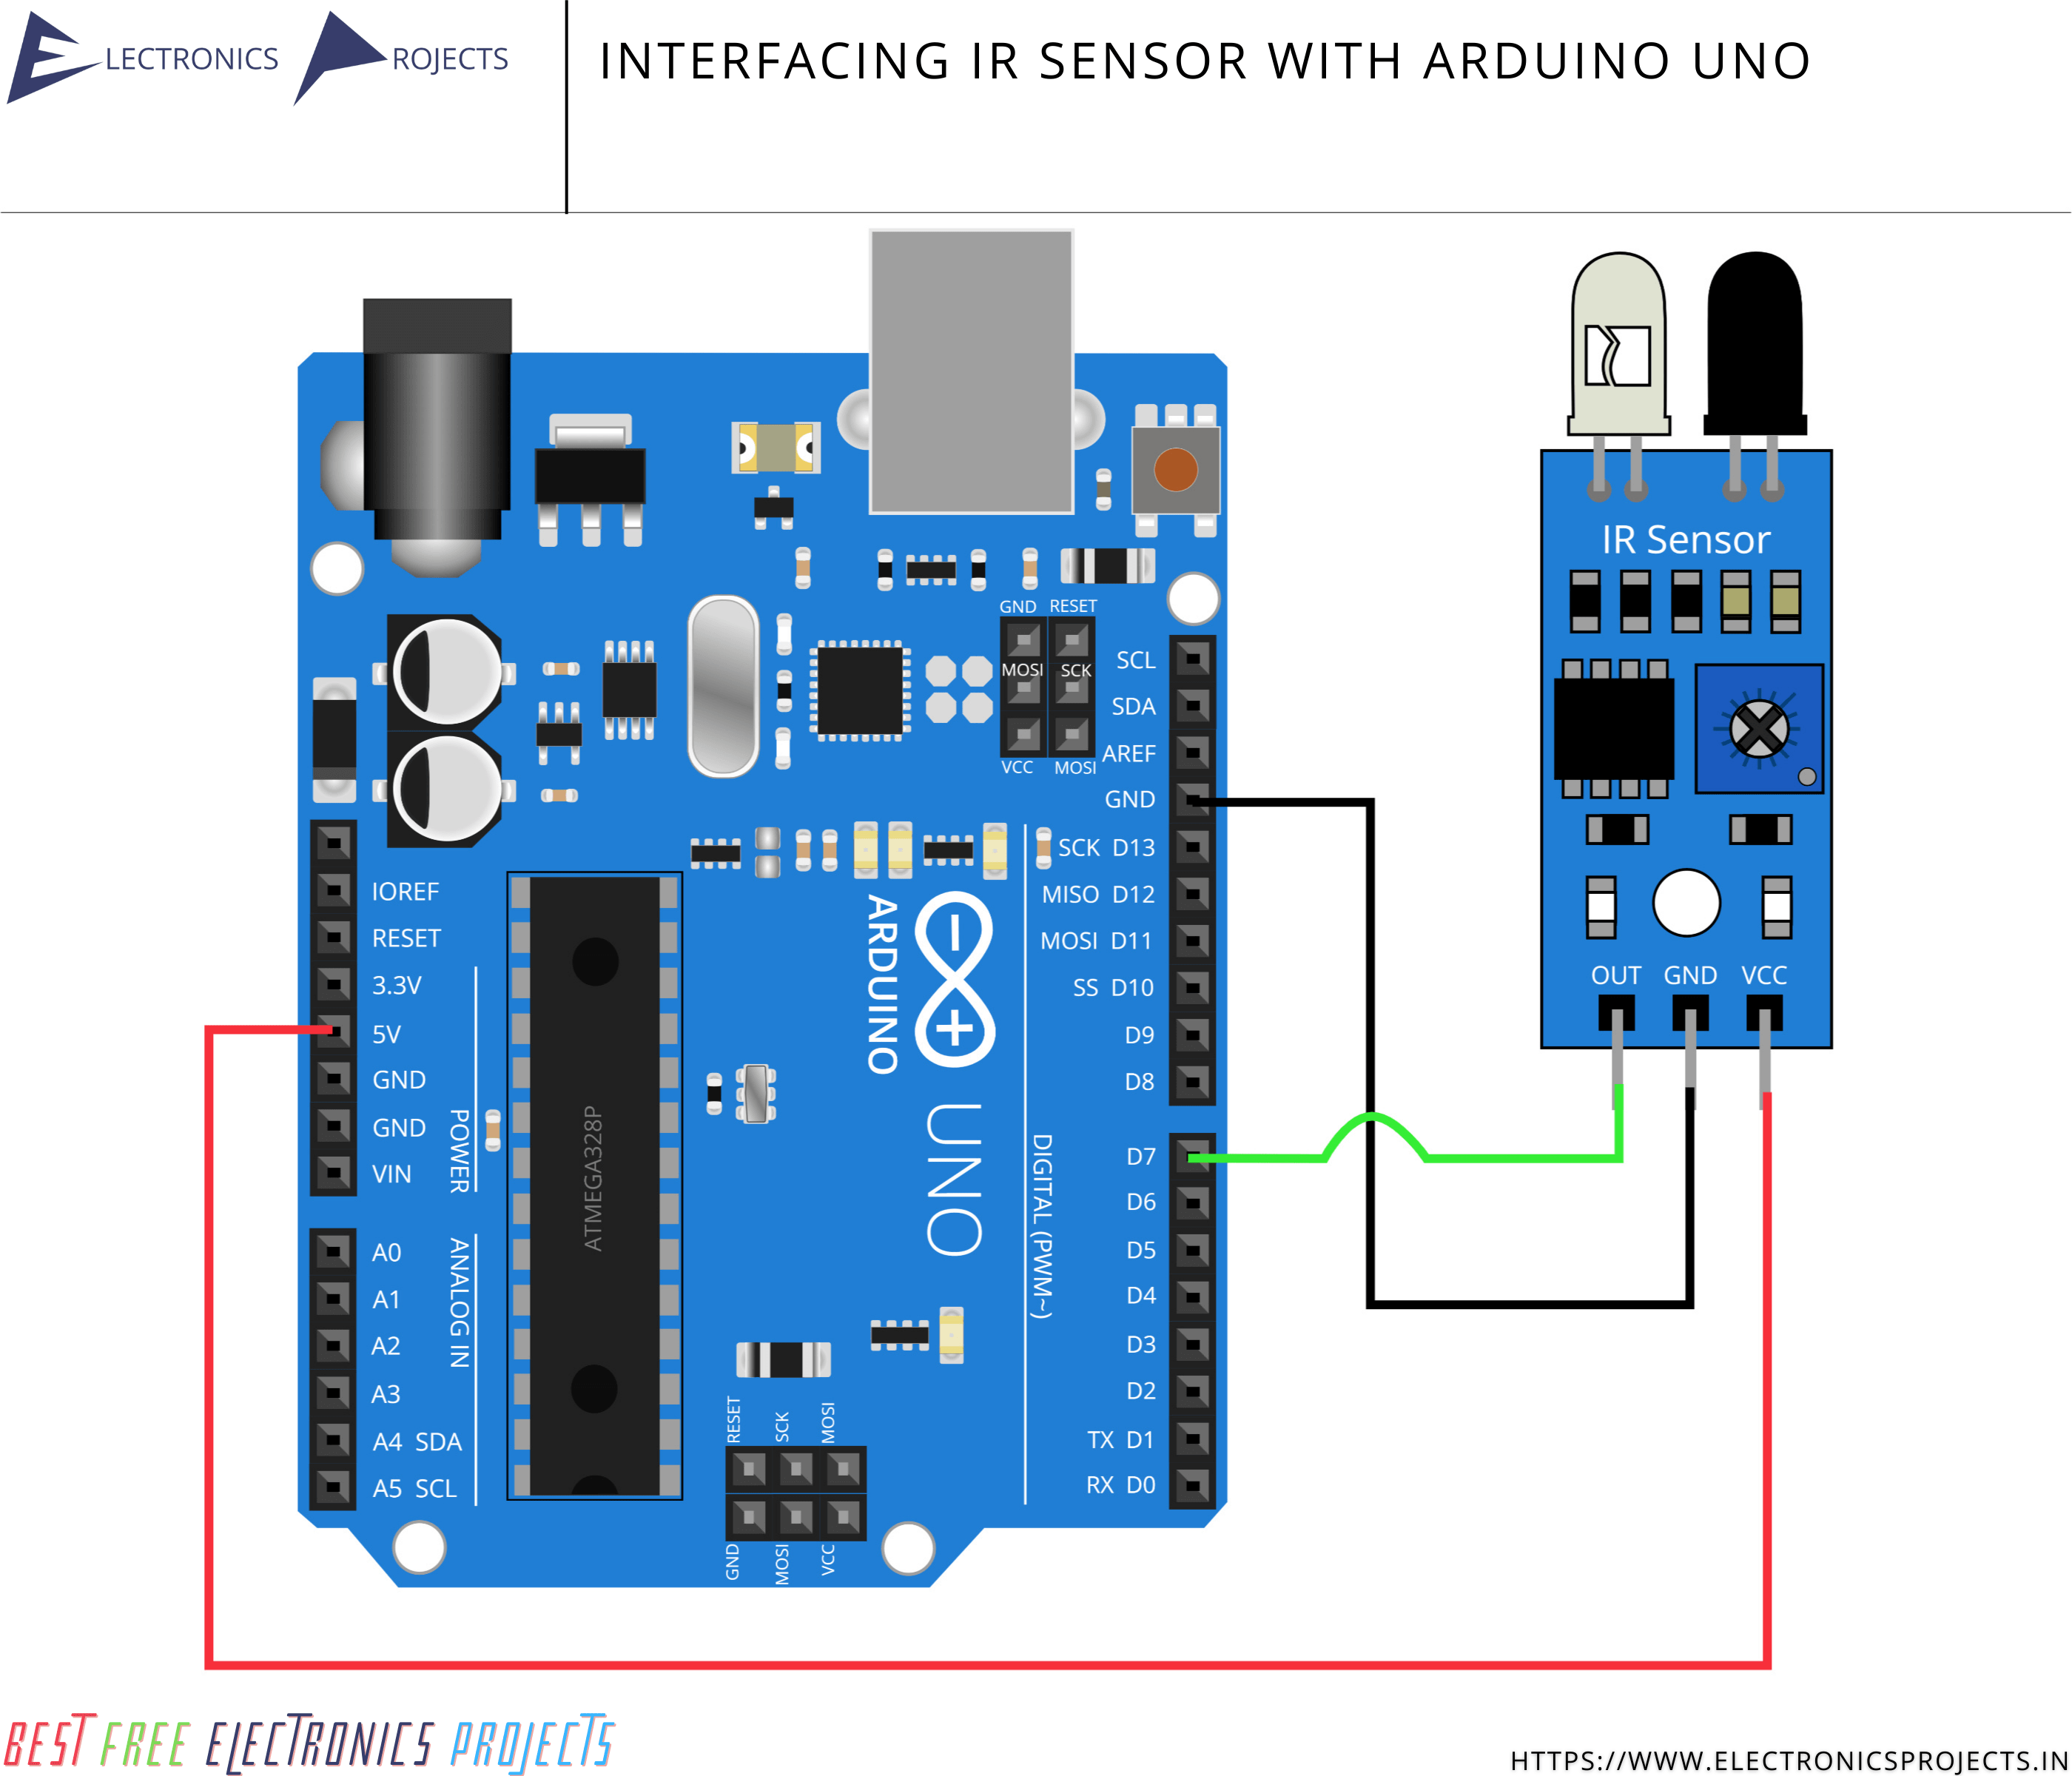 ELECTRONICS PROJECTS
INTERFACING IR SENSOR WITH ARDUINO UNO
IR Sensor
GND RESET
MOSI SCK
VCC MOSI
SCL
SDA
AREF
GND
SCK D13
MISO D12
MOSI D11
SS D10
D9
D8
D7
D6
D5
D4
D3
D2
TX D1
RX D0
DIGITAL (PWM~)
IOREF
RESET
3.3V
5V
GND
GND
VIN
POWER
A0
A1
A2
A3
A4 SDA
A5 SCL
ANALOG IN
ATMEGA328P
ARDUINO
UNO
RESET
SCK
MOSI
GND
MOSI
VCC
OUT GND VCC
BEST FREE ELECTRONICS PROJECTS
HTTPS://WWW.ELECTRONICSPROJECTS.IN